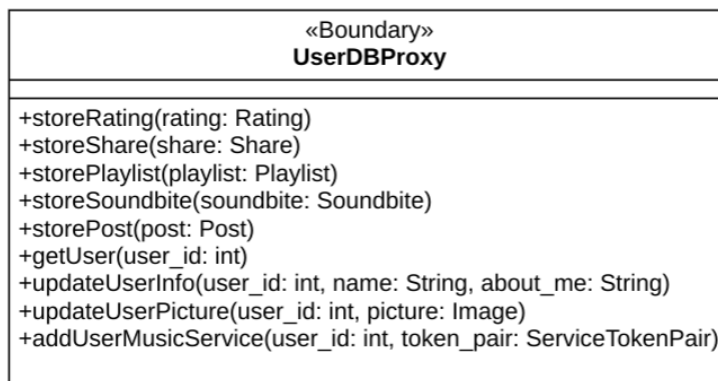 «Boundary»
UserDBProxy
+storeRating(rating: Rating)
+storeShare(share: Share)
+storePlaylist(playlist: Playlist)
+storeSoundbite(soundbite: Soundbite)
+storePost(post: Post)
+getUser(user_id: int)
+updateUserInfo(user_id: int, name: String, about_me: String)
+updateUserPicture(user_id: int, picture: Image)
+addUserMusicService(user_id: int, token_pair: ServiceTokenPair)